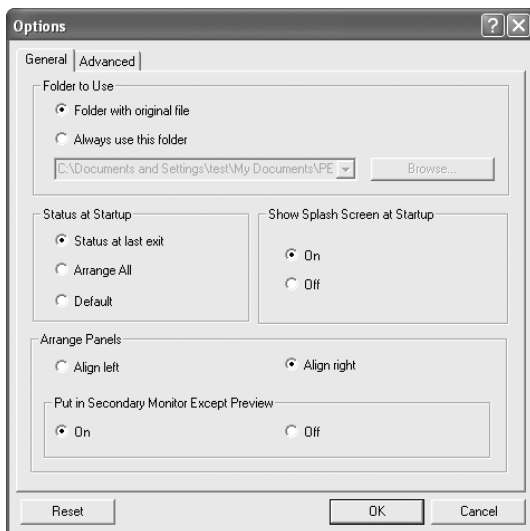 Options
General Advanced
Folder to Use
Folder with original file
Always use this folder
C:\Documents and Settings\test\My Documents\PE
Browse...
Status at Startup
Status at last exit
Arrange All
Default
Show Splash Screen at Startup
On
Off
Arrange Panels
Align left
Align right
Put in Secondary Monitor Except Preview
On
Off
Reset
OK
Cancel